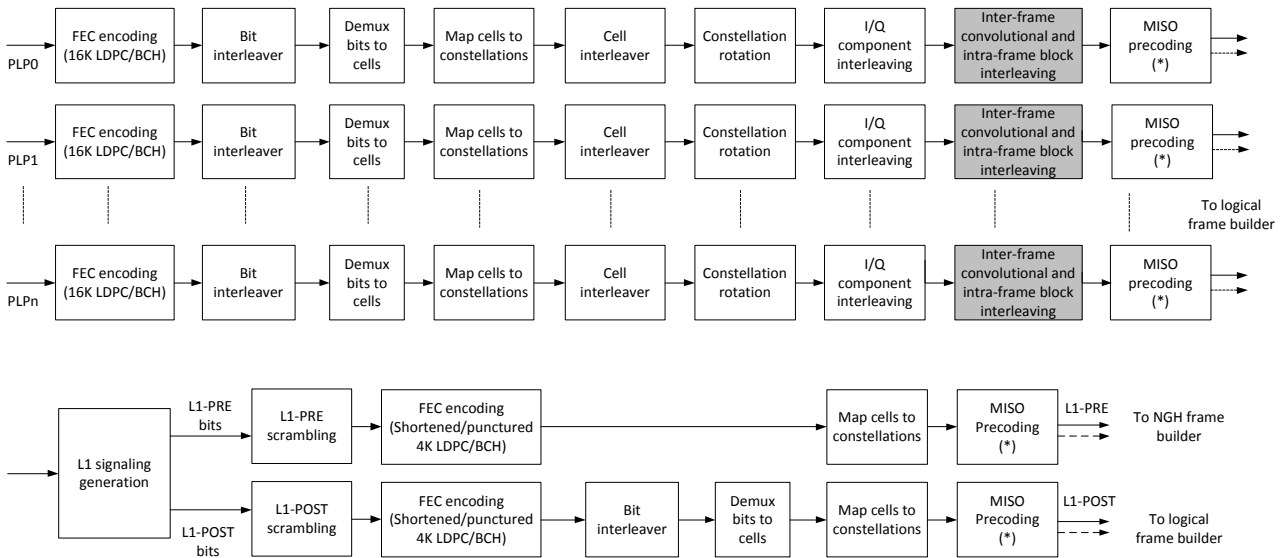 PLP0
FEC encoding
(16K LDPC/BCH)
Bit
interleaver
Demux
bits to
cells
Map cells to
constellations
Cell
interleaver
Constellation
rotation
I/Q
component
interleaving
Inter-frame
convolutional and
intra-frame block
interleaving
MISO
precoding
(*)
PLP1
FEC encoding
(16K LDPC/BCH)
Bit
interleaver
Demux
bits to
cells
Map cells to
constellations
Cell
interleaver
Constellation
rotation
I/Q
component
interleaving
Inter-frame
convolutional and
intra-frame block
interleaving
MISO
precoding
(*)
To logical
frame builder
PLPn
FEC encoding
(16K LDPC/BCH)
Bit
interleaver
Demux
bits to
cells
Map cells to
constellations
Cell
interleaver
Constellation
rotation
I/Q
component
interleaving
Inter-frame
convolutional and
intra-frame block
interleaving
MISO
precoding
(*)
L1 signaling
generation
L1-PRE
bits
L1-PRE
scrambling
FEC encoding
(Shortened/punctured
4K LDPC/BCH)
Map cells to
constellations
MISO
Precoding
(*)
L1-PRE
To NGH frame
builder
L1-POST
bits
L1-POST
scrambling
FEC encoding
(Shortened/punctured
4K LDPC/BCH)
Bit
interleaver
Demux
bits to
cells
Map cells to
constellations
MISO
Precoding
(*)
L1-POST
To logical
frame builder